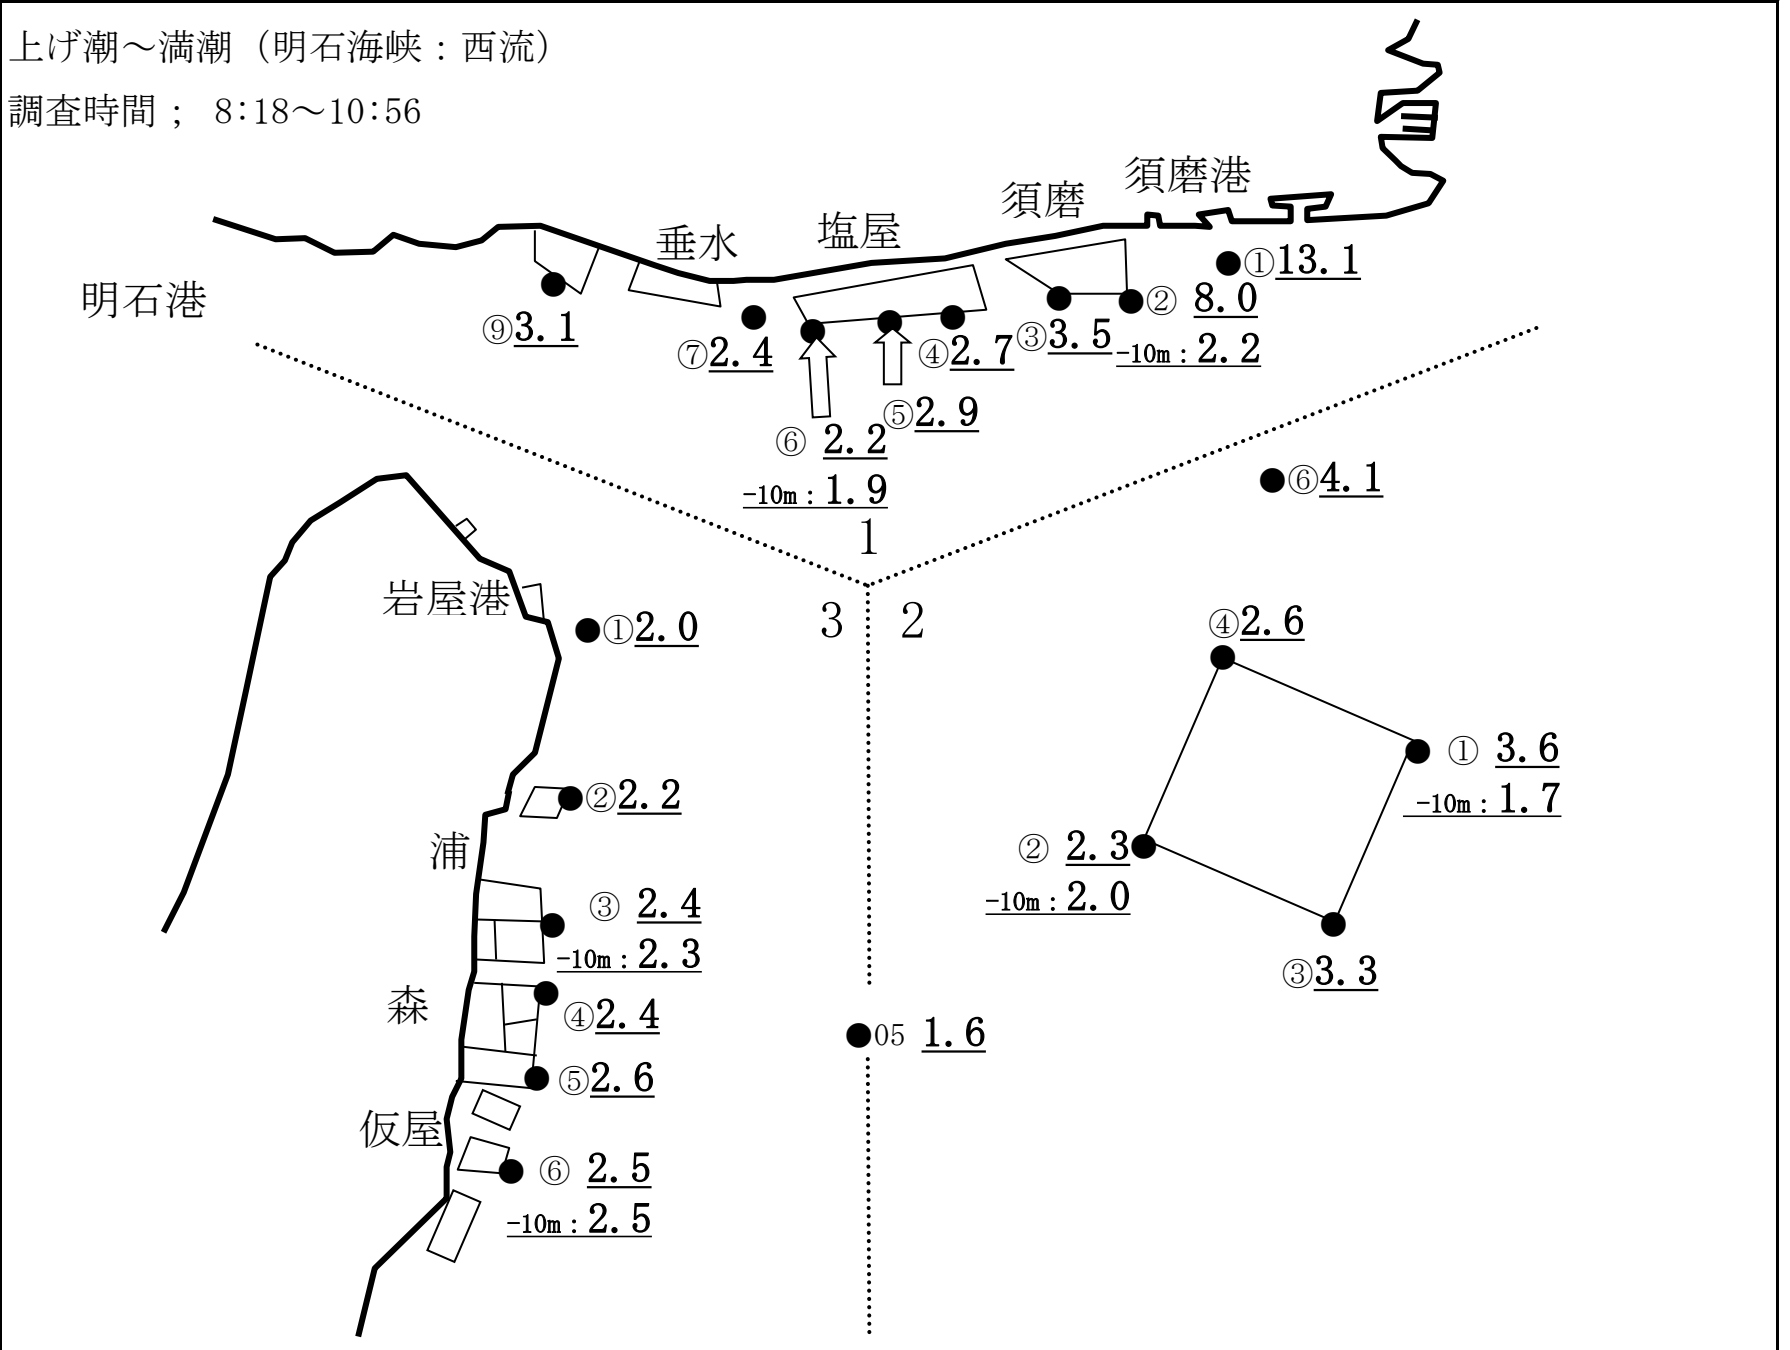 上げ潮～満潮（明石海峡：西流）
調査時間； 8:18～10:56
須磨港
須磨
塩屋
垂水
明石港
①13.1
② 8.0
-10m：2.2
③3.5
④2.7
⑤2.9
⑥ 2.2
-10m：1.9
⑦2.4
⑨3.1
1
⑥4.1
3
2
岩屋港
①2.0
④2.6
① 3.6
-10m：1.7
② 2.3
-10m：2.0
③3.3
②2.2
浦
③ 2.4
-10m：2.3
森
④2.4
05 1.6
⑤2.6
仮屋
⑥ 2.5
-10m：2.5